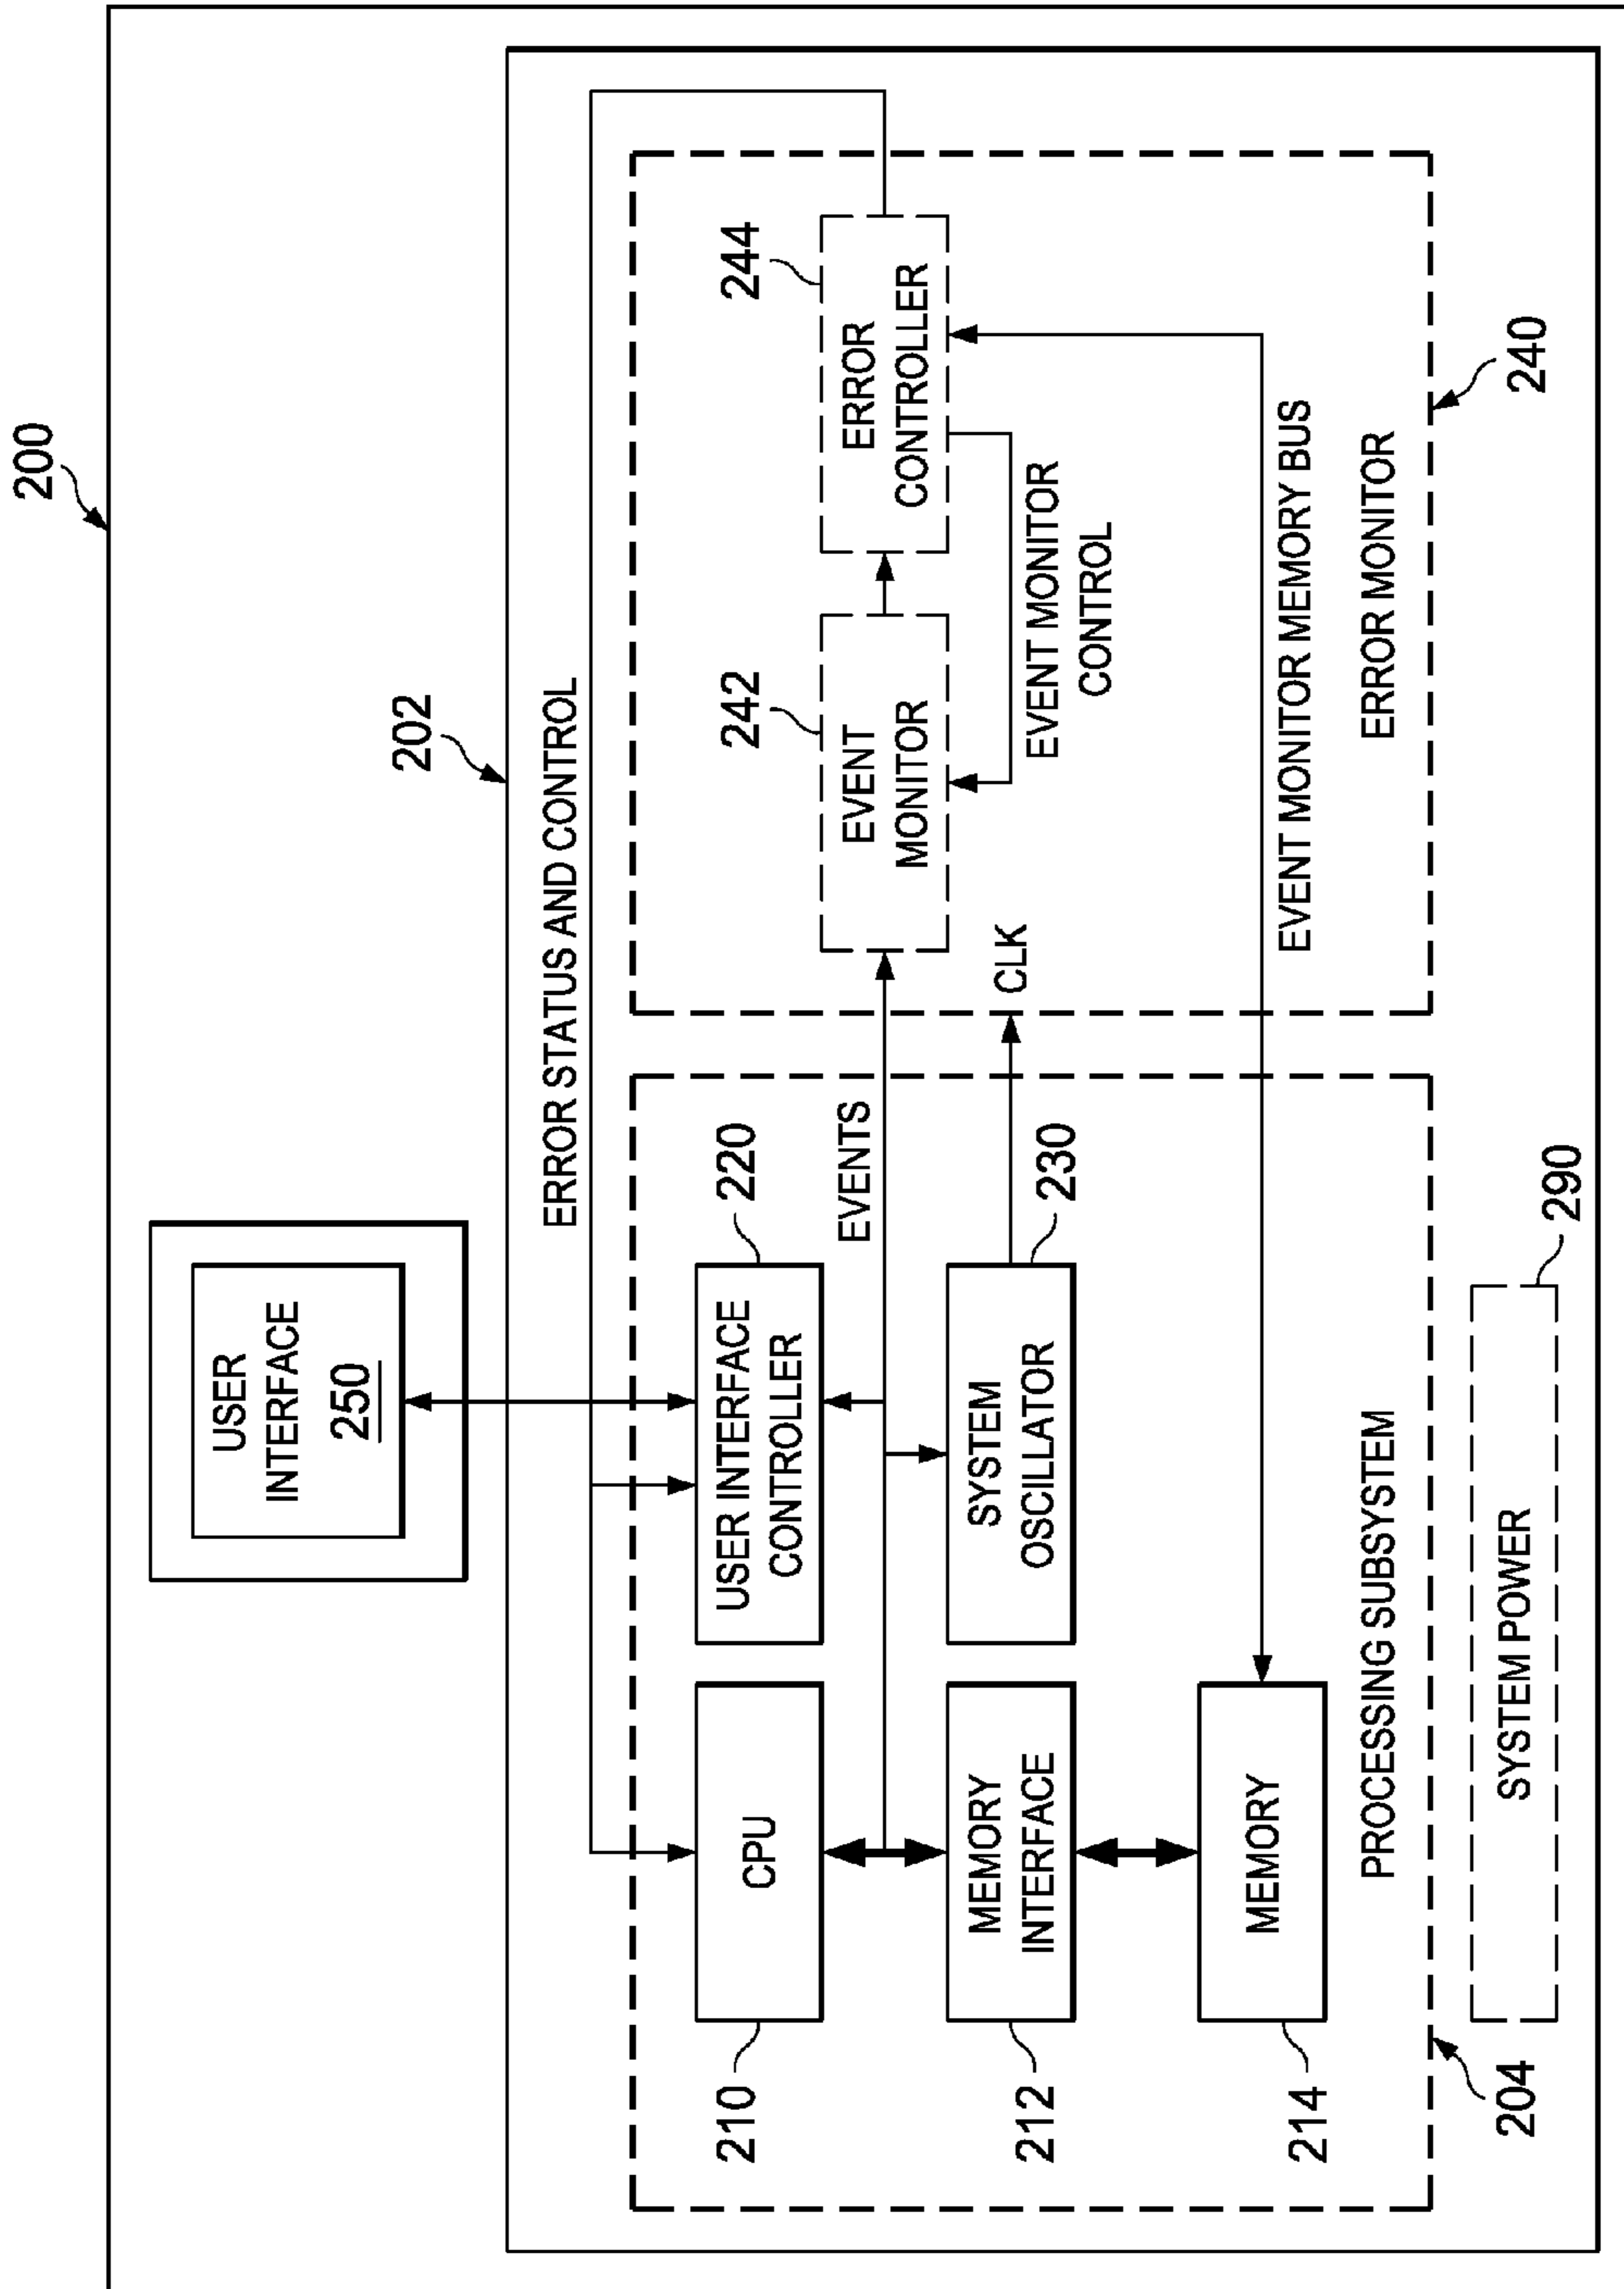 200
202
USER
INTERFACE
250
ERROR STATUS AND CONTROL
210
CPU
USER INTERFACE
CONTROLLER
220
EVENTS
242
EVENT
MONITOR
244
ERROR
CONTROLLER
212
MEMORY
INTERFACE
SYSTEM
OSCILLATOR
230
CLK
EVENT MONITOR
CONTROL
214
MEMORY
EVENT MONITOR MEMORY BUS
PROCESSING SUBSYSTEM
ERROR MONITOR
204
240
SYSTEM POWER
290